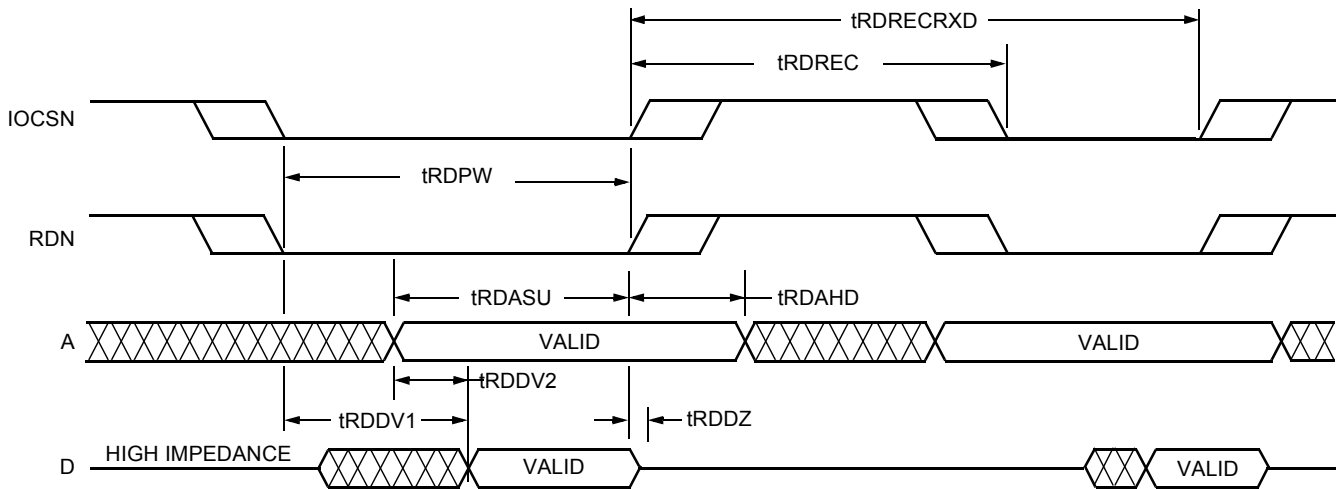 tRDRECRXD
tRDREC
IOCSN
tRDPW
RDN
tRDASU
tRDAHD
A
VALID
VALID
tRDDV2
tRDDV1
tRDDZ
D
HIGH IMPEDANCE
VALID
VALID